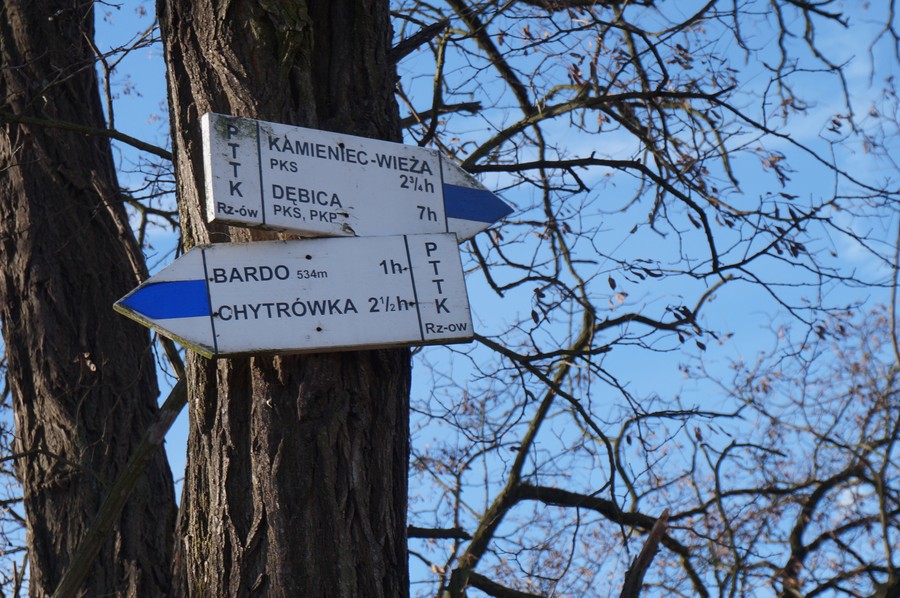 PTTK
Rz-ów
KAMIENIEC-WIEŻA
PKS 2¾h
DĘBICA
PKS, PKP 7h
BARDO 534m 1h
CHYTRÓWKA 2½h
PTTK
Rz-ow